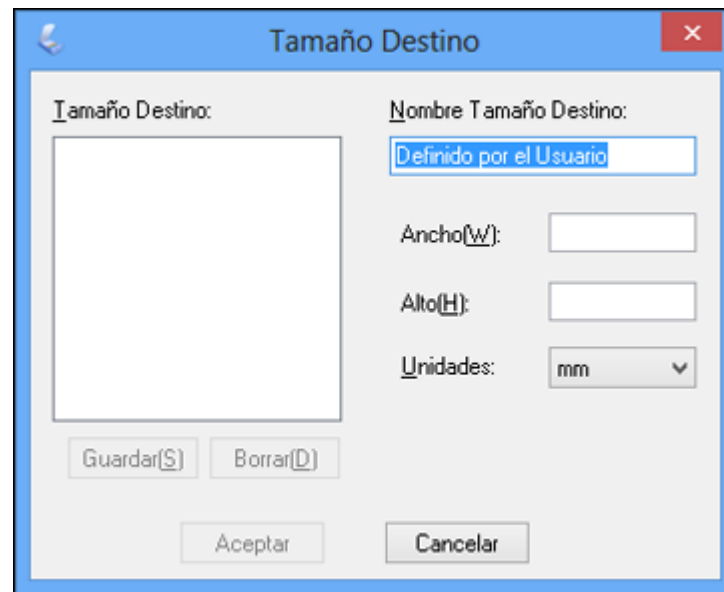 Tamaño Destino
Tamaño Destino:
Nombre Tamaño Destino:
Definido por el Usuario
Ancho(W):
Alto(H):
Unidades:
mm
Guardar(S)
Borrar(D)
Aceptar
Cancelar